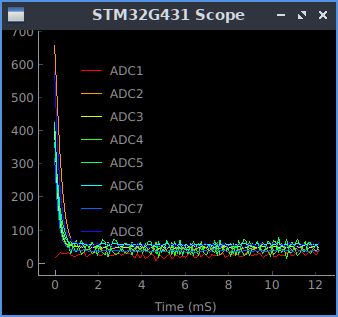 STM32G431 Scope
700
600
500
400
300
200
100
0
ADC1
ADC2
ADC3
ADC4
ADC5
ADC6
ADC7
ADC8
0 2 4 6 8 10 12
Time (mS)